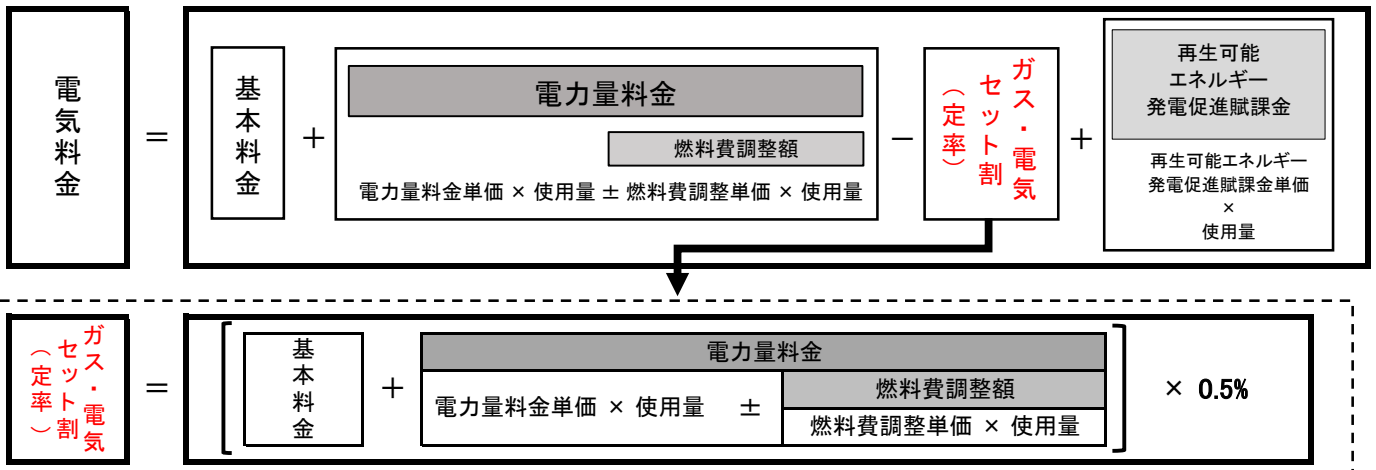 電気料金
＝
基本料金
＋
電力量料金
燃料費調整額
電力量料金単価 × 使用量 ± 燃料費調整単価 × 使用量
－
ガス・電気
セット割
（定率）
＋
再生可能
エネルギー
発電促進賦課金
再生可能エネルギー
発電促進賦課金単価
×
使用量
ガス・電気
セット割
（定率）
＝
[
基本料金
＋
電力量料金
電力量料金単価 × 使用量 ±
燃料費調整額
燃料費調整単価 × 使用量
]
× 0.5%